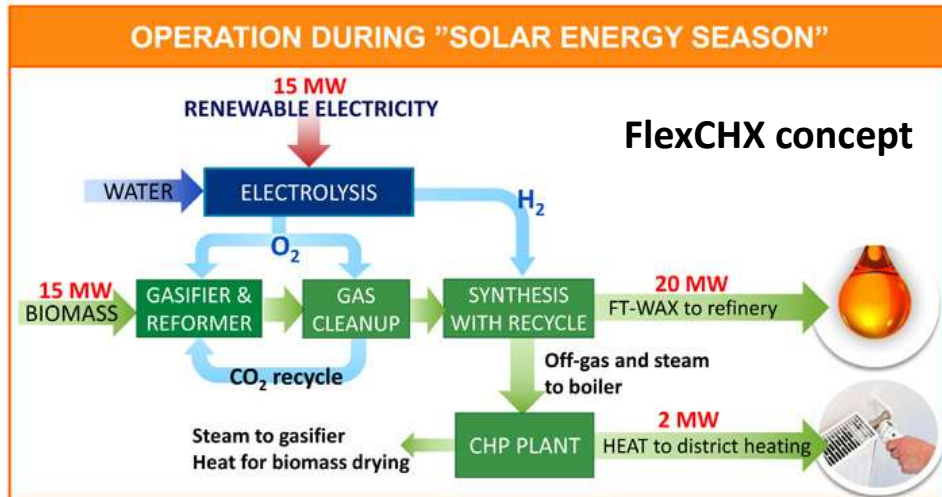 OPERATION DURING ”SOLAR ENERGY SEASON”
15 MW
RENEWABLE ELECTRICITY
FlexCHX concept
WATER
ELECTROLYSIS
H₂
O₂
15 MW
BIOMASS
GASIFIER &
REFORMER
GAS
CLEANUP
SYNTHESIS
WITH RECYCLE
20 MW
FT-WAX to refinery
CO₂ recycle
Off-gas and steam
to boiler
Steam to gasifier
Heat for biomass drying
CHP PLANT
2 MW
HEAT to district heating